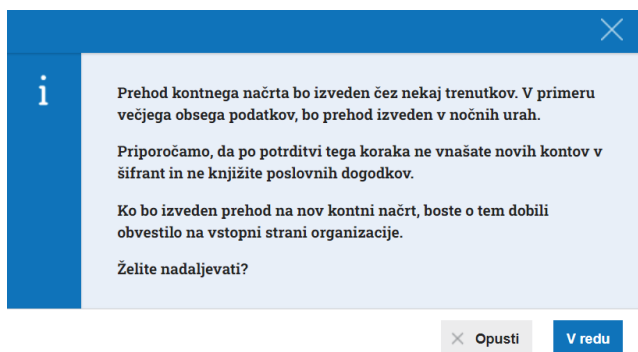 i
Prehod kontnega načrta bo izveden čez nekaj trenutkov. V primeru
večjega obsega podatkov, bo prehod izveden v nočnih urah.
Priporočamo, da po potrditvi tega koraka ne vnašate novih kontov v
šifrant in ne knjižite poslovnih dogodkov.
Ko bo izveden prehod na nov kontni načrt, boste o tem dobili
obvestilo na vstopni strani organizacije.
Želite nadaljevati?
Opusti
V redu